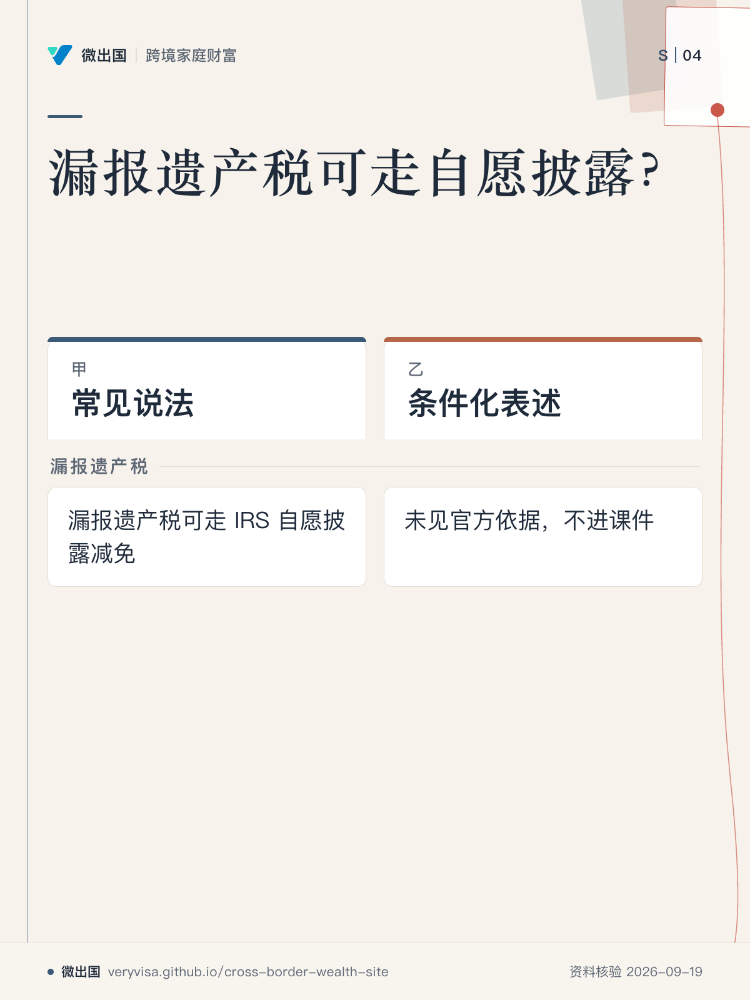 微出国 跨境家庭财富
S 04
漏报遗产税可走自愿披露?
甲
常见说法
乙
条件化表述
漏报遗产税
漏报遗产税可走 IRS 自愿披
露减免
未见官方依据，不进课件
微出国 veryvisa.github.io/cross-border-wealth-site
资料核验 2026-09-19